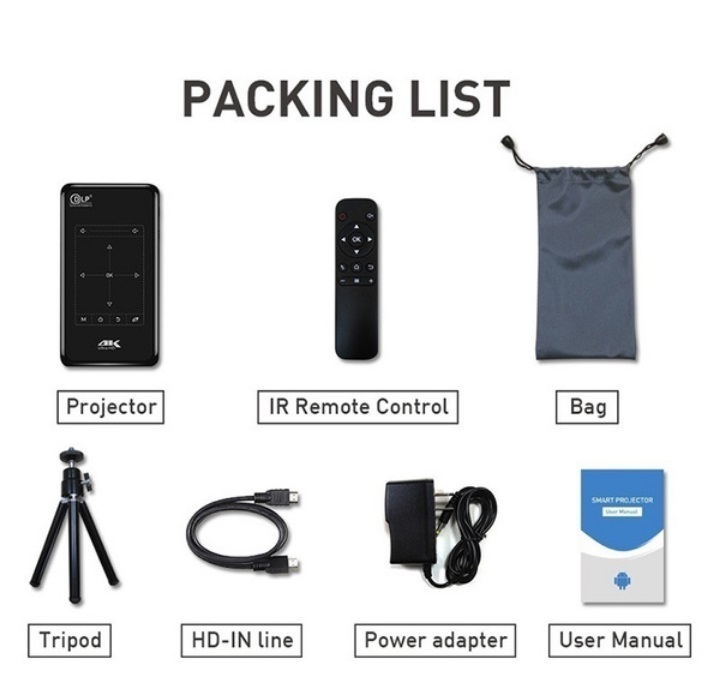 PACKING LIST
DLP
OK
M
4K
OK
Projector
IR Remote Control
Bag
SMART PROJECTOR
User Manual
Tripod
HD-IN line
Power adapter
User Manual